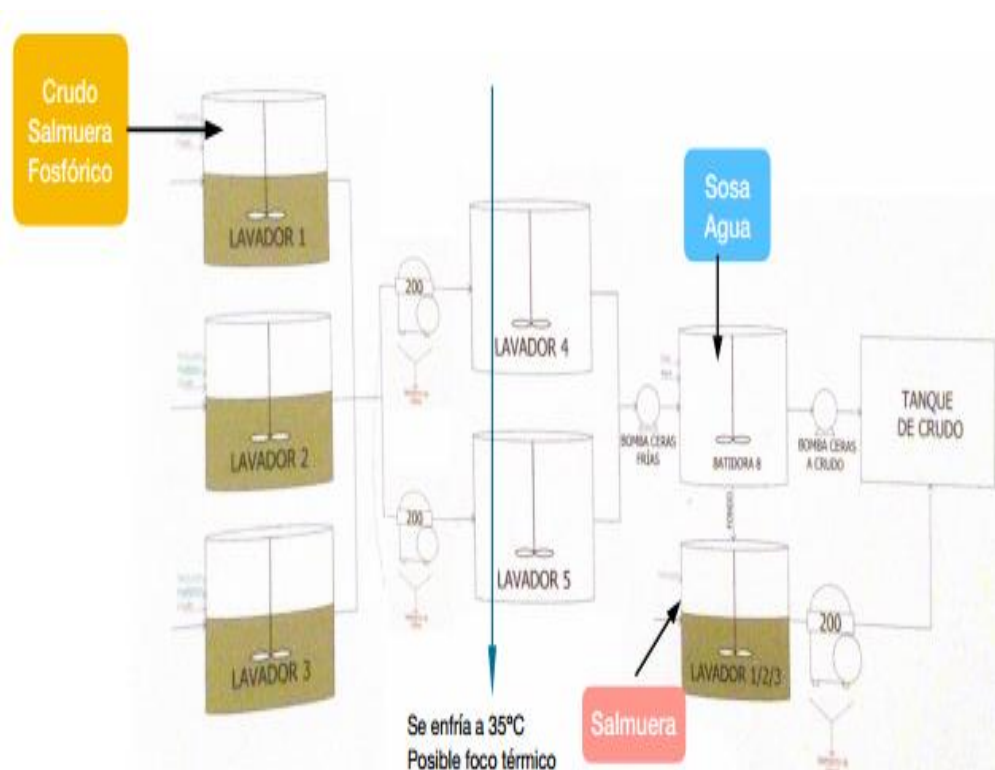 Crudo
Salmuera
Fosfórico
LAVADOR 1
LAVADOR 2
LAVADOR 3
200
200
LAVADOR 4
LAVADOR 5
Se enfría a 35ºC
Posible foco térmico
Sosa
Agua
BOMBA CERAS
FRÍAS
BATIDORA 8
FONDO
BOMBA CERAS
A CRUDO
TANQUE
DE CRUDO
LAVADOR 1/2/3
200
Salmuera